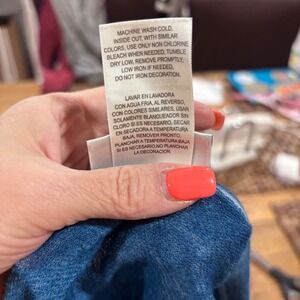 MACHINE WASH COLD,
INSIDE OUT, WITH SIMILAR
COLORS, USE ONLY NON CHLORINE
BLEACH WHEN NEEDED, TUMBLE
DRY LOW, REMOVE PROMPTLY,
LOW IRON IF NEEDED.
DO NOT IRON DECORATION.
LAVAR EN LAVADORA
CON AGUA FRIA, AL REVERSO,
CON COLORES SIMILARES, USAR
SOLAMENTE BLANQUEADOR SIN
CLORO SI ES NECESARIO, SECAR
EN SECADORA A TEMPERATURA
BAJA, REMOVER PRONTO,
PLANCHAR A TEMPERATURA BAJA
SI ES NECESARIO, NO PLANCHAR
LA DECORACIÓN.